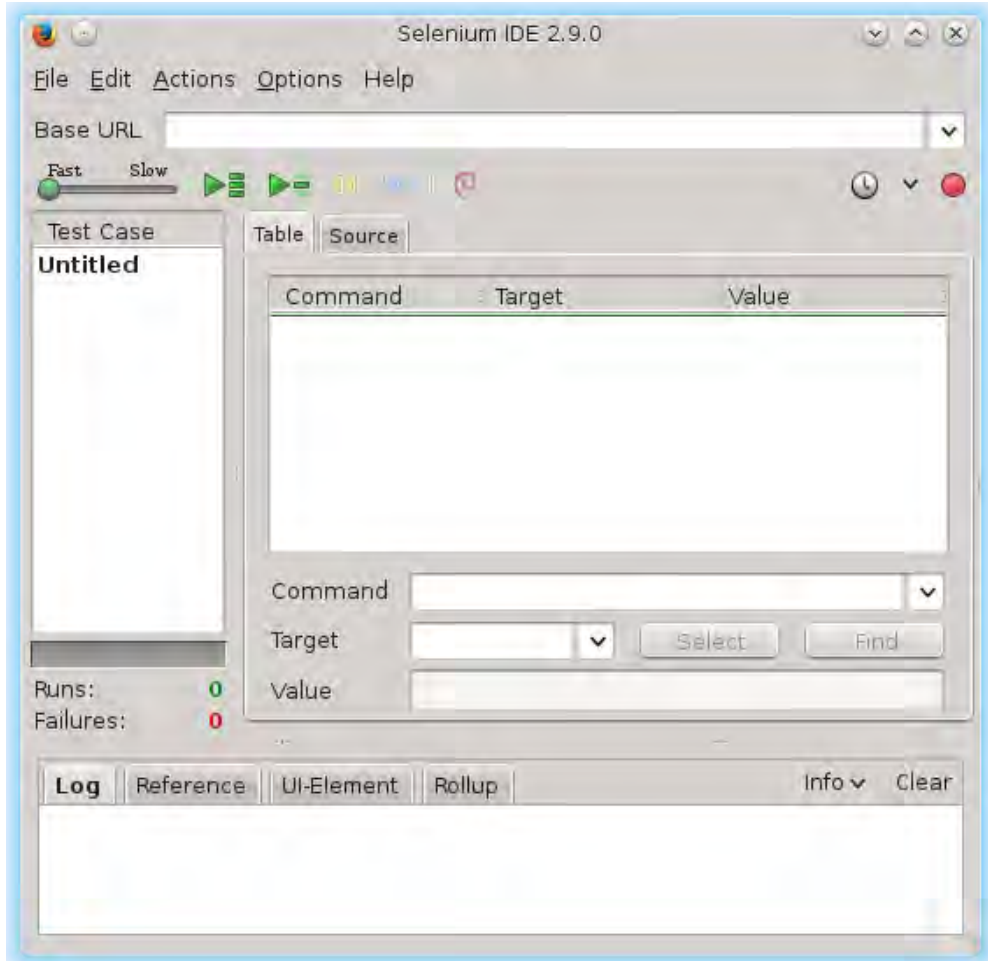 Selenium IDE 2.9.0
File Edit Actions Options Help
Base URL
Fast Slow
Test Case
Untitled
Table Source
Command Target Value
Command
Target Select Find
Value
Runs: 0
Failures: 0
Log Reference UI-Element Rollup Info Clear